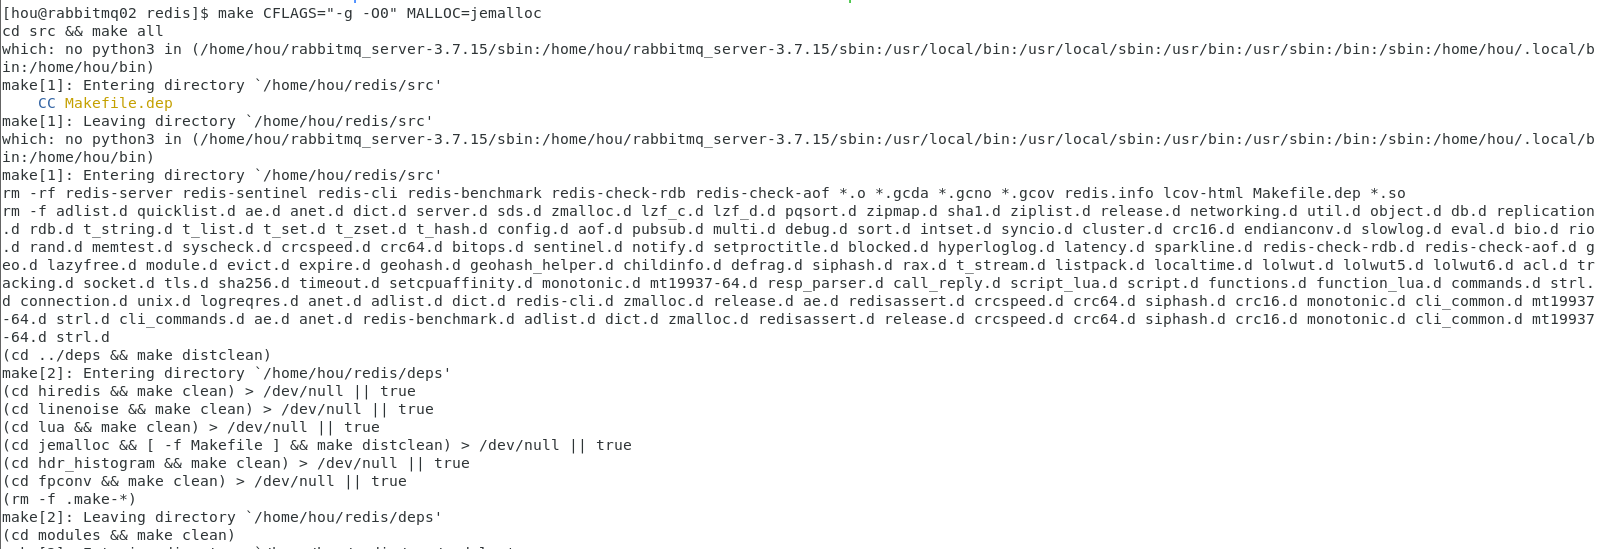 [hou@rabbitmq02 redis]$ make CFLAGS="-g -O0" MALLOC=jemalloc
cd src && make all
which: no python3 in (/home/hou/rabbitmq_server-3.7.15/sbin:/home/hou/rabbitmq_server-3.7.15/sbin:/usr/local/bin:/usr/local/sbin:/usr/bin:/usr/sbin:/bin:/sbin:/home/hou/.local/b
in:/home/hou/bin)
make[1]: Entering directory `/home/hou/redis/src'
    CC Makefile.dep
make[1]: Leaving directory `/home/hou/redis/src'
which: no python3 in (/home/hou/rabbitmq_server-3.7.15/sbin:/home/hou/rabbitmq_server-3.7.15/sbin:/usr/local/bin:/usr/local/sbin:/usr/bin:/usr/sbin:/bin:/sbin:/home/hou/.local/b
in:/home/hou/bin)
make[1]: Entering directory `/home/hou/redis/src'
rm -rf redis-server redis-sentinel redis-cli redis-benchmark redis-check-rdb redis-check-aof *.o *.gcda *.gcno *.gcov redis.info lcov-html Makefile.dep *.so
rm -f adlist.d quicklist.d ae.d anet.d dict.d server.d sds.d zmalloc.d lzf_c.d lzf_d.d pqsort.d zipmap.d sha1.d ziplist.d release.d networking.d util.d object.d db.d replication
.d rdb.d t_string.d t_list.d t_set.d t_zset.d t_hash.d config.d aof.d pubsub.d multi.d debug.d sort.d intset.d syncio.d cluster.d crc16.d endianconv.d slowlog.d eval.d bio.d rio
.d rand.d memtest.d syscheck.d crcspeed.d crc64.d bitops.d sentinel.d notify.d setproctitle.d blocked.d hyperloglog.d latency.d sparkline.d redis-check-rdb.d redis-check-aof.d g
eo.d lazyfree.d module.d evict.d expire.d geohash.d geohash_helper.d childinfo.d defrag.d siphash.d rax.d t_stream.d listpack.d localtime.d lolwut.d lolwut5.d lolwut6.d acl.d tr
acking.d socket.d tls.d sha256.d timeout.d setcpuaffinity.d monotonic.d mt19937-64.d resp_parser.d call_reply.d script_lua.d script.d functions.d function_lua.d commands.d strl.
d connection.d unix.d logreqres.d anet.d adlist.d dict.d redis-cli.d zmalloc.d release.d ae.d redisassert.d crcspeed.d crc64.d siphash.d crc16.d monotonic.d cli_common.d mt19937
-64.d strl.d cli_commands.d ae.d anet.d redis-benchmark.d adlist.d dict.d zmalloc.d redisassert.d release.d crcspeed.d crc64.d siphash.d crc16.d monotonic.d cli_common.d mt19937
-64.d strl.d
(cd ../deps && make distclean)
make[2]: Entering directory `/home/hou/redis/deps'
(cd hiredis && make clean) > /dev/null || true
(cd linenoise && make clean) > /dev/null || true
(cd lua && make clean) > /dev/null || true
(cd jemalloc && [ -f Makefile ] && make distclean) > /dev/null || true
(cd hdr_histogram && make clean) > /dev/null || true
(cd fpconv && make clean) > /dev/null || true
(rm -f .make-*)
make[2]: Leaving directory `/home/hou/redis/deps'
(cd modules && make clean)